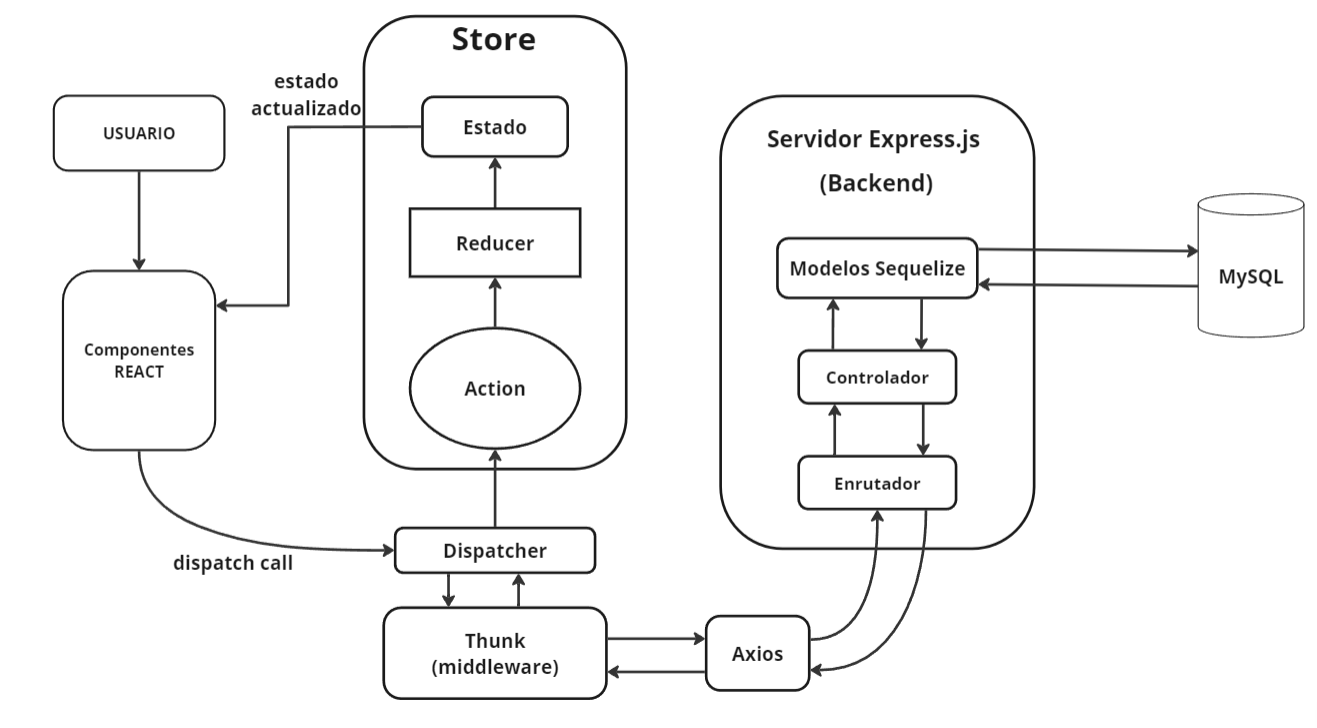 Store
estado
actualizado
USUARIO
Estado
Servidor Express.js
(Backend)
Reducer
Modelos Sequelize
MySQL
Componentes
REACT
Action
Controlador
Enrutador
Dispatcher
dispatch call
Thunk
(middleware)
Axios